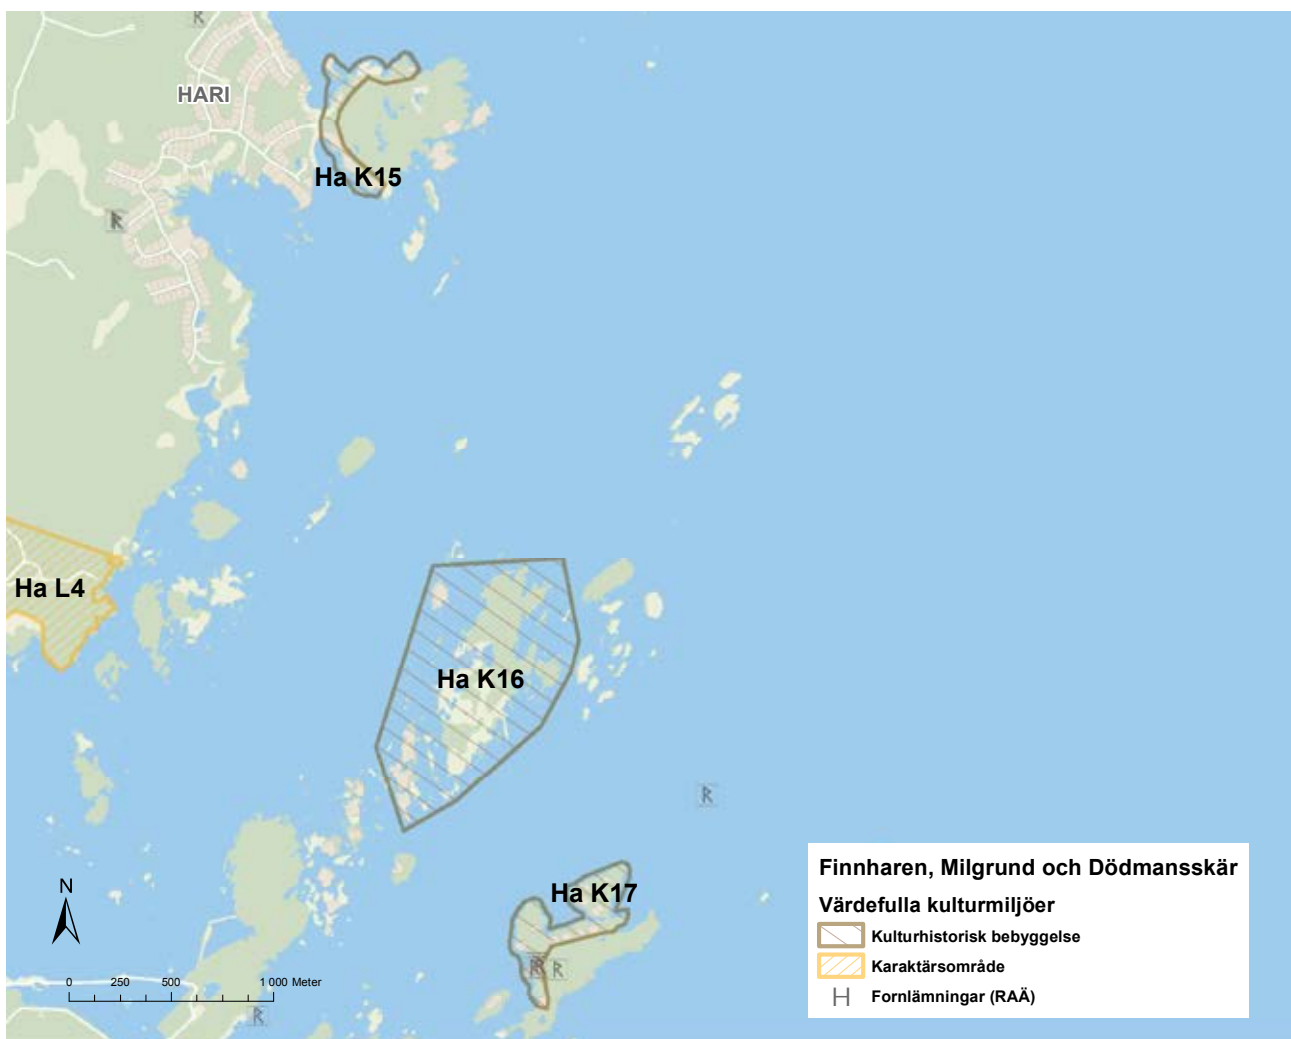 HARI
Ha K15
Ha L4
Ha K16
Ha K17
N
0 250 500 1 000 Meter
Finnharen, Milgrund och Dödmansskär
Värdefulla kulturmiljöer
Kulturhistorisk bebyggelse
Karaktärsområde
H Fornlämningar (RAÄ)